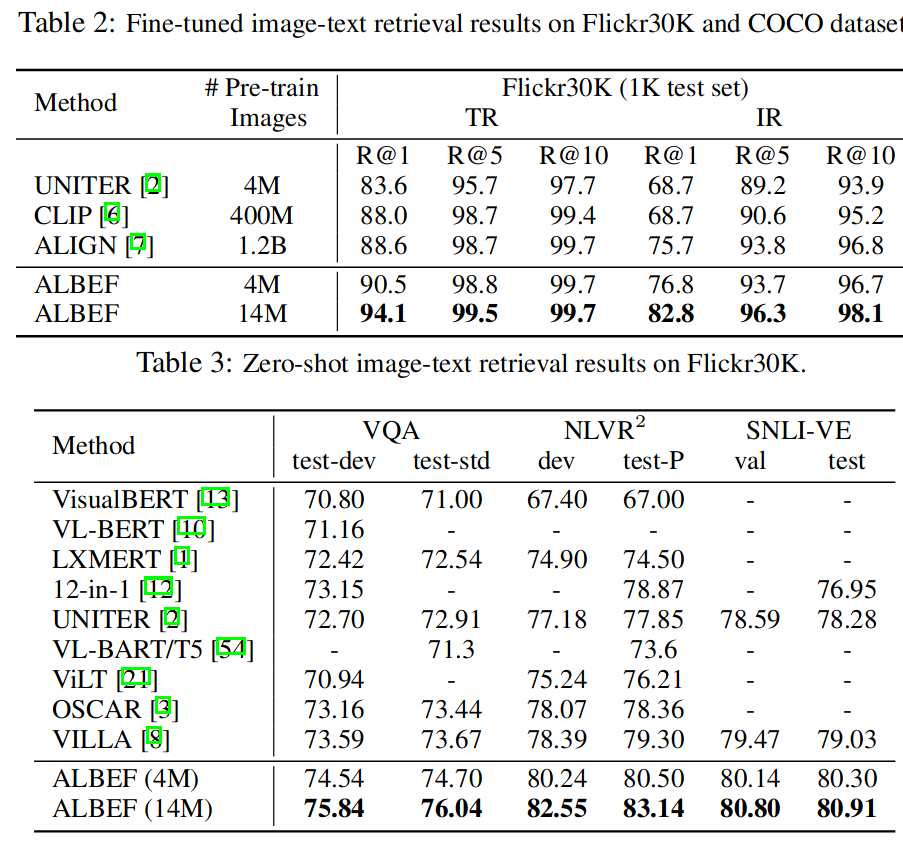 Table 2: Fine-tuned image-text retrieval results on Flickr30K and COCO dataset
Method # Pre-train Images Flickr30K (1K test set)
TR IR
R@1 R@5 R@10 R@1 R@5 R@10
UNITER [2] 4M 83.6 95.7 97.7 68.7 89.2 93.9
CLIP [6] 400M 88.0 98.7 99.4 68.7 90.6 95.2
ALIGN [7] 1.2B 88.6 98.7 99.7 75.7 93.8 96.8
ALBEF 4M 90.5 98.8 99.7 76.8 93.7 96.7
ALBEF 14M 94.1 99.5 99.7 82.8 96.3 98.1
Table 3: Zero-shot image-text retrieval results on Flickr30K.
Method VQA NLVR² SNLI-VE
test-dev test-std dev test-P val test
VisualBERT [13] 70.80 71.00 67.40 67.00 - -
VL-BERT [10] 71.16 - - - - -
LXMERT [1] 72.42 72.54 74.90 74.50 - -
12-in-1 [12] 73.15 - - 78.87 - 76.95
UNITER [2] 72.70 72.91 77.18 77.85 78.59 78.28
VL-BART/T5 [54] - 71.3 - 73.6 - -
ViLT [21] 70.94 - 75.24 76.21 - -
OSCAR [3] 73.16 73.44 78.07 78.36 - -
VILLA [8] 73.59 73.67 78.39 79.30 79.47 79.03
ALBEF (4M) 74.54 74.70 80.24 80.50 80.14 80.30
ALBEF (14M) 75.84 76.04 82.55 83.14 80.80 80.91